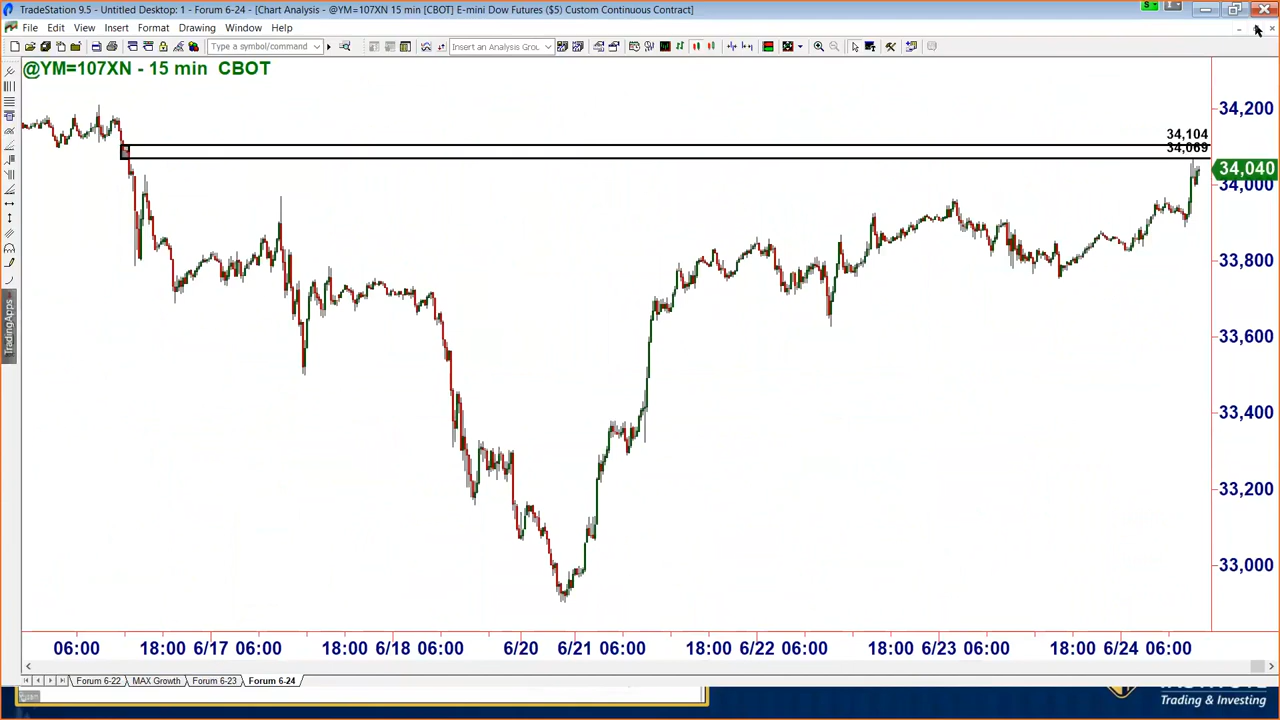 TradeStation 9.5 - Untitled Desktop: 1 - Forum 6-24 - [Chart Analysis - @YM=107XN 15 min [CBOT] E-mini Dow Futures ($5) Custom Continuous Contract]
File Edit View Insert Format Drawing Window Help
Type a symbol/command
Insert an Analysis Grou
@YM=107XN - 15 min CBOT
34,200
34,104
34,069
34,040
34,000
33,800
33,600
33,400
33,200
33,000
TradingApps
06:00 18:00 6/17 06:00 18:00 6/18 06:00 6/20 6/21 06:00 18:00 6/22 06:00 18:00 6/23 06:00 18:00 6/24 06:00
Forum 6-22 MAX Growth Forum 6-23 Forum 6-24
Trading & Investing